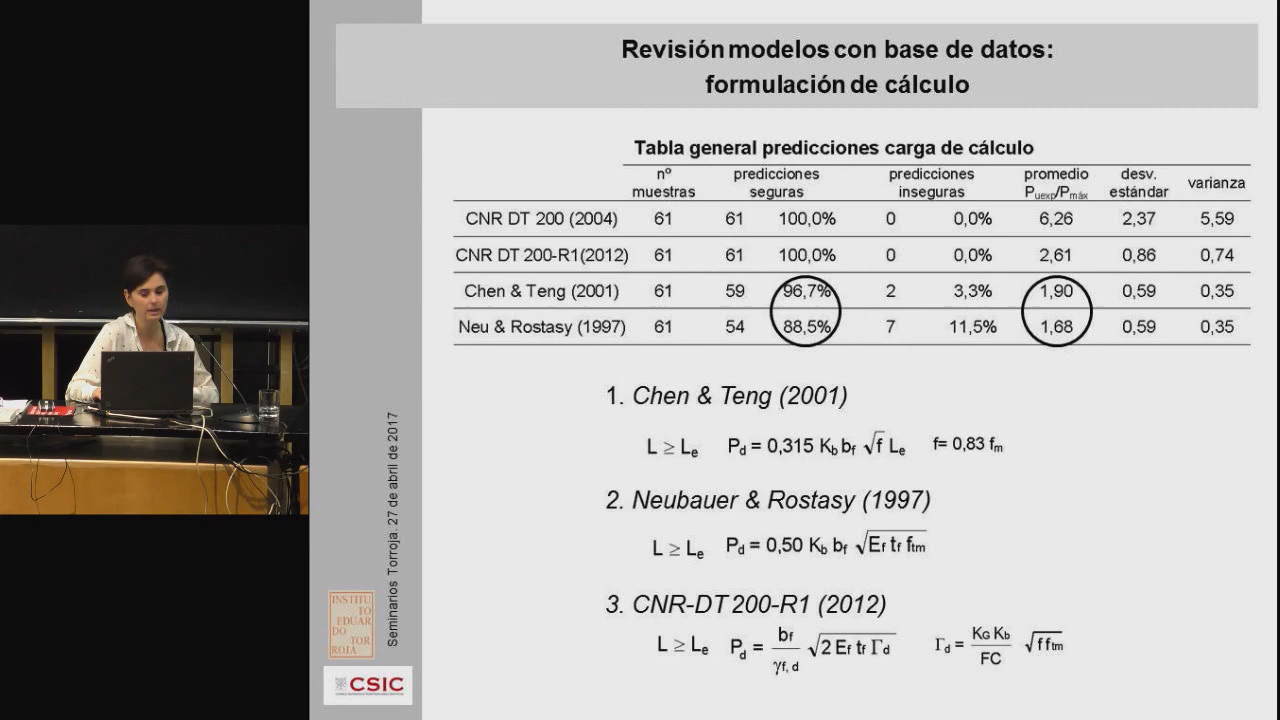 Revisión modelos con base de datos:
formulación de cálculo
Tabla general predicciones carga de cálculo
nº muestras predicciones seguras predicciones inseguras promedio Puexp/Pmáx desv. estándar varianza
CNR DT 200 (2004) 61 61 100,0% 0 0,0% 6,26 2,37 5,59
CNR DT 200-R1(2012) 61 61 100,0% 0 0,0% 2,61 0,86 0,74
Chen & Teng (2001) 61 59 96,7% 2 3,3% 1,90 0,59 0,35
Neu & Rostasy (1997) 61 54 88,5% 7 11,5% 1,68 0,59 0,35
1. Chen & Teng (2001)
L ≥ Le Pd = 0,315 Kb bf √f Le f= 0,83 fm
2. Neubauer & Rostasy (1997)
L ≥ Le Pd = 0,50 Kb bf √Ef tf ftm
3. CNR-DT 200-R1 (2012)
L ≥ Le Pd = bf / γf, d √2 Ef tf Γd Γd = KG Kb / FC √f ftm
Seminarios Torroja. 27 de abril de 2017
INSTITU
TO
EDUAR
DO
TOR
ROJA
CSIC